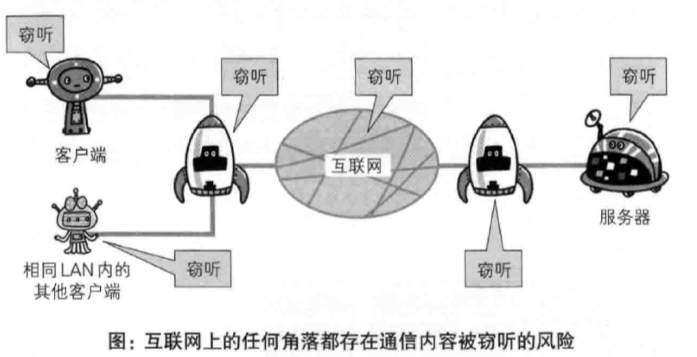 窃听
窃听
窃听
窃听
客户端
互联网
服务器
相同 LAN 内的
其他客户端
窃听
窃听
图：互联网上的任何角落都存在通信内容被窃听的风险